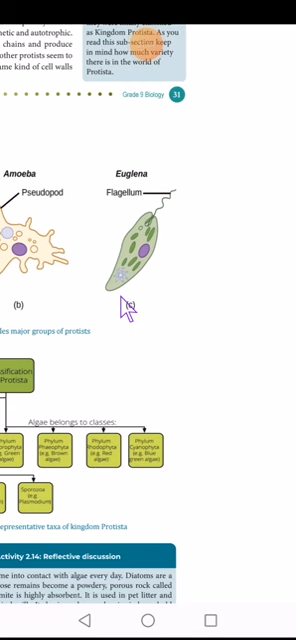 netic and autotrophic.
chains and produce
other protists seem to
ame kind of cell walls
as Kingdom Protista. As you
read this sub-section keep
in mind how much variety
there is in the world of
Protista.
Grade 9 Biology 31
Amoeba
Pseudopod
Euglena
Flagellum
(b)
(c)
les major groups of protists
ssification
Protista
Algae belongs to classes:
Phylum
orophyta
g. Green
algae)
Phylum
Phaeophyta
(e.g. Brown
algae)
Phylum
Rhodophyta
(e.g. Red
algae)
Phylum
Cyanophyta
(e.g. Blue
green algae)
Sporozoa
(e.g.
Plasmodium)
epresentative taxa of kingdom Protista
ctivity 2.14: Reflective discussion
me into contact with algae every day. Diatoms are a
ose remains become a powdery, porous rock called
mite is highly absorbent. It is used in pet litter and